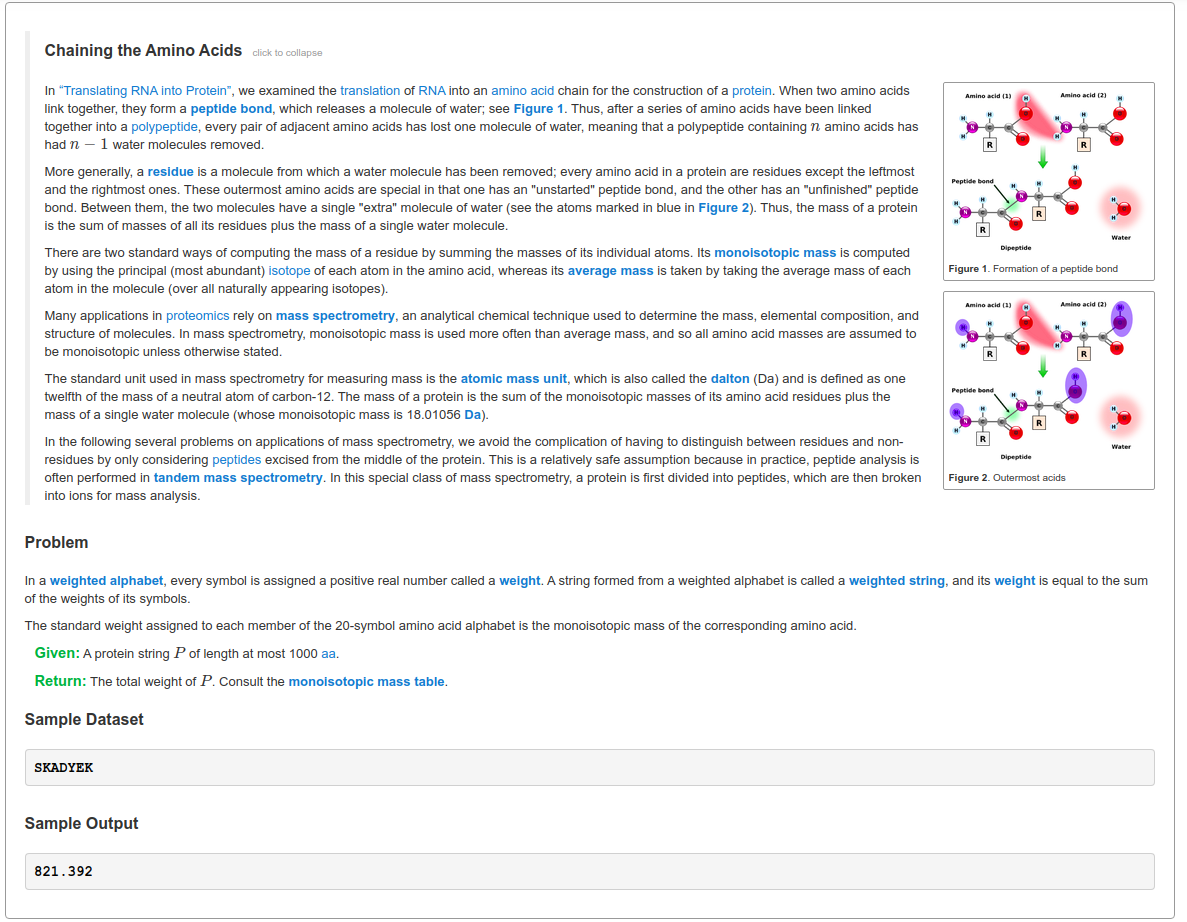 Chaining the Amino Acids click to collapse
In “Translating RNA into Protein”, we examined the translation of RNA into an amino acid chain for the construction of a protein. When two amino acids
link together, they form a peptide bond, which releases a molecule of water; see Figure 1. Thus, after a series of amino acids have been linked
together into a polypeptide, every pair of adjacent amino acids has lost one molecule of water, meaning that a polypeptide containing n amino acids has
had n − 1 water molecules removed.
More generally, a residue is a molecule from which a water molecule has been removed; every amino acid in a protein are residues except the leftmost
and the rightmost ones. These outermost amino acids are special in that one has an "unstarted" peptide bond, and the other has an "unfinished" peptide
bond. Between them, the two molecules have a single "extra" molecule of water (see the atoms marked in blue in Figure 2). Thus, the mass of a protein
is the sum of masses of all its residues plus the mass of a single water molecule.
There are two standard ways of computing the mass of a residue by summing the masses of its individual atoms. Its monoisotopic mass is computed
by using the principal (most abundant) isotope of each atom in the amino acid, whereas its average mass is taken by taking the average mass of each
atom in the molecule (over all naturally appearing isotopes).
Many applications in proteomics rely on mass spectrometry, an analytical chemical technique used to determine the mass, elemental composition, and
structure of molecules. In mass spectrometry, monoisotopic mass is used more often than average mass, and so all amino acid masses are assumed to
be monoisotopic unless otherwise stated.
The standard unit used in mass spectrometry for measuring mass is the atomic mass unit, which is also called the dalton (Da) and is defined as one
twelfth of the mass of a neutral atom of carbon-12. The mass of a protein is the sum of the monoisotopic masses of its amino acid residues plus the
mass of a single water molecule (whose monoisotopic mass is 18.01056 Da).
In the following several problems on applications of mass spectrometry, we avoid the complication of having to distinguish between residues and non-
residues by only considering peptides excised from the middle of the protein. This is a relatively safe assumption because in practice, peptide analysis is
often performed in tandem mass spectrometry. In this special class of mass spectrometry, a protein is first divided into peptides, which are then broken
into ions for mass analysis.
Amino acid (1) Amino acid (2)
R R
Peptide bond
R
R
Water
Dipeptide
Figure 1. Formation of a peptide bond
Amino acid (1) Amino acid (2)
R R
Peptide bond
R
R
Water
Dipeptide
Figure 2. Outermost acids
Problem
In a weighted alphabet, every symbol is assigned a positive real number called a weight. A string formed from a weighted alphabet is called a weighted string, and its weight is equal to the sum
of the weights of its symbols.
The standard weight assigned to each member of the 20-symbol amino acid alphabet is the monoisotopic mass of the corresponding amino acid.
Given: A protein string P of length at most 1000 aa.
Return: The total weight of P. Consult the monoisotopic mass table.
Sample Dataset
SKADYEK
Sample Output
821.392